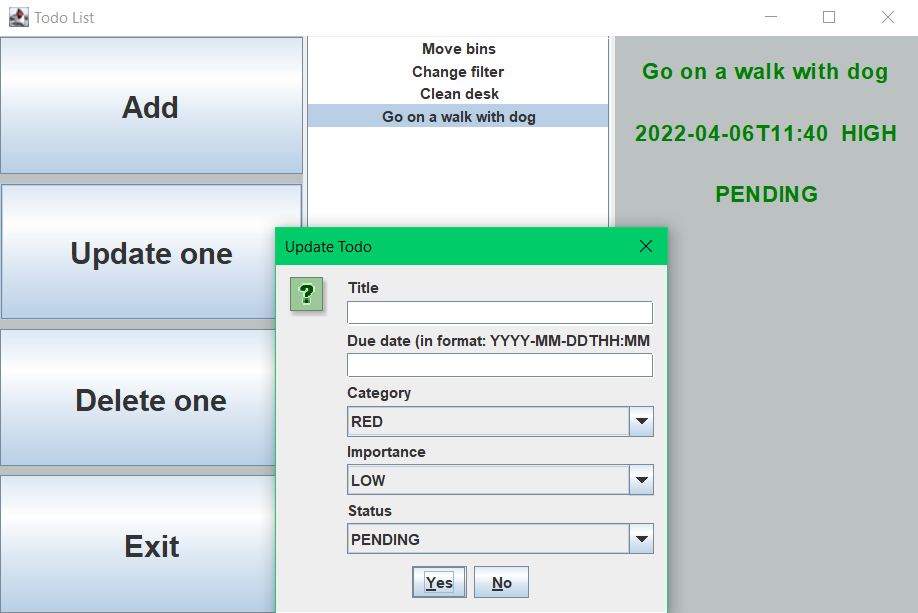 Todo List
Add
Update one
Delete one
Exit
Move bins
Change filter
Clean desk
Go on a walk with dog
Go on a walk with dog
2022-04-06T11:40 HIGH
PENDING
Update Todo
?
Title
Due date (in format: YYYY-MM-DDTHH:MM
Category
RED
Importance
LOW
Status
PENDING
Yes No